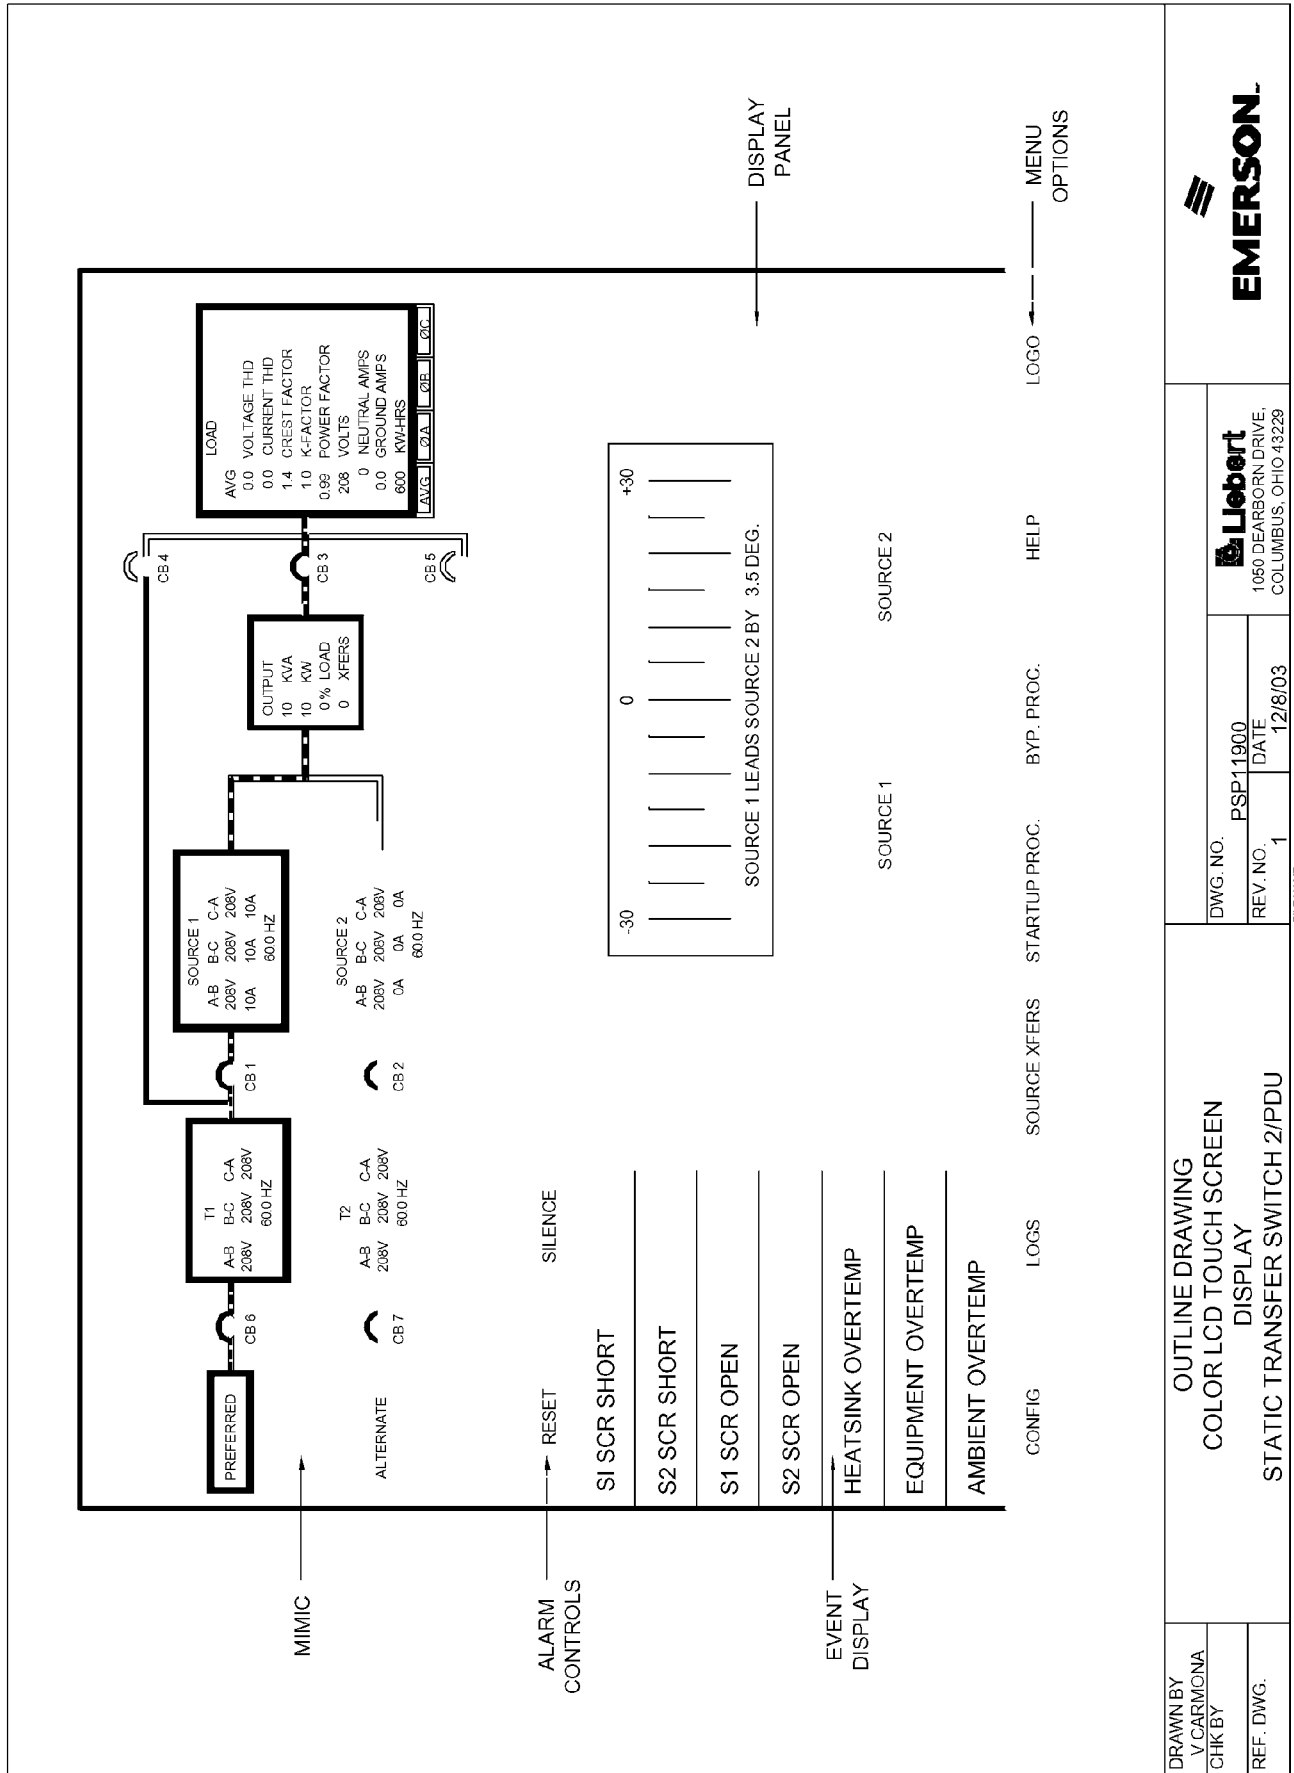 LOAD
AVG
0.0 VOLTAGE THD
0.0 CURRENT THD
1.4 CREST FACTOR
1.0 K-FACTOR
0.99 POWER FACTOR
208 VOLTS
0 NEUTRAL AMPS
0.0 GROUND AMPS
600 KW-HRS
AVG ØA ØB ØC
CB 4
CB 3
CB 5
OUTPUT
10 KVA
10 KW
0 % LOAD
0 XFERS
SOURCE 1
A-B B-C C-A
208V 208V 208V
10A 10A 10A
60.0 HZ
CB 1
T1
A-B B-C C-A
208V 208V 208V
60.0 HZ
CB 6
PREFERRED
SOURCE 2
A-B B-C C-A
208V 208V 208V
0A 0A 0A
60.0 HZ
CB 2
T2
A-B B-C C-A
208V 208V 208V
60.0 HZ
CB 7
ALTERNATE
MIMIC
ALARM
CONTROLS
RESET SILENCE
SI SCR SHORT
S2 SCR SHORT
S1 SCR OPEN
S2 SCR OPEN
HEATSINK OVERTEMP
EQUIPMENT OVERTEMP
AMBIENT OVERTEMP
EVENT
DISPLAY
-30 0 +30
SOURCE 1 LEADS SOURCE 2 BY 3.5 DEG.
SOURCE 1 SOURCE 2
DISPLAY
PANEL
CONFIG LOGS SOURCE XFERS STARTUP PROC. BYP. PROC. HELP LOGO
MENU
OPTIONS
DRAWN BY
V CARMONA
CHK BY
REF. DWG.
OUTLINE DRAWING
COLOR LCD TOUCH SCREEN
DISPLAY
STATIC TRANSFER SWITCH 2/PDU
DWG. NO.
PSP11900
REV. NO.
1
DATE
12/8/03
Liebert
1050 DEARBORN DRIVE,
COLUMBUS, OHIO 43229
EMERSON